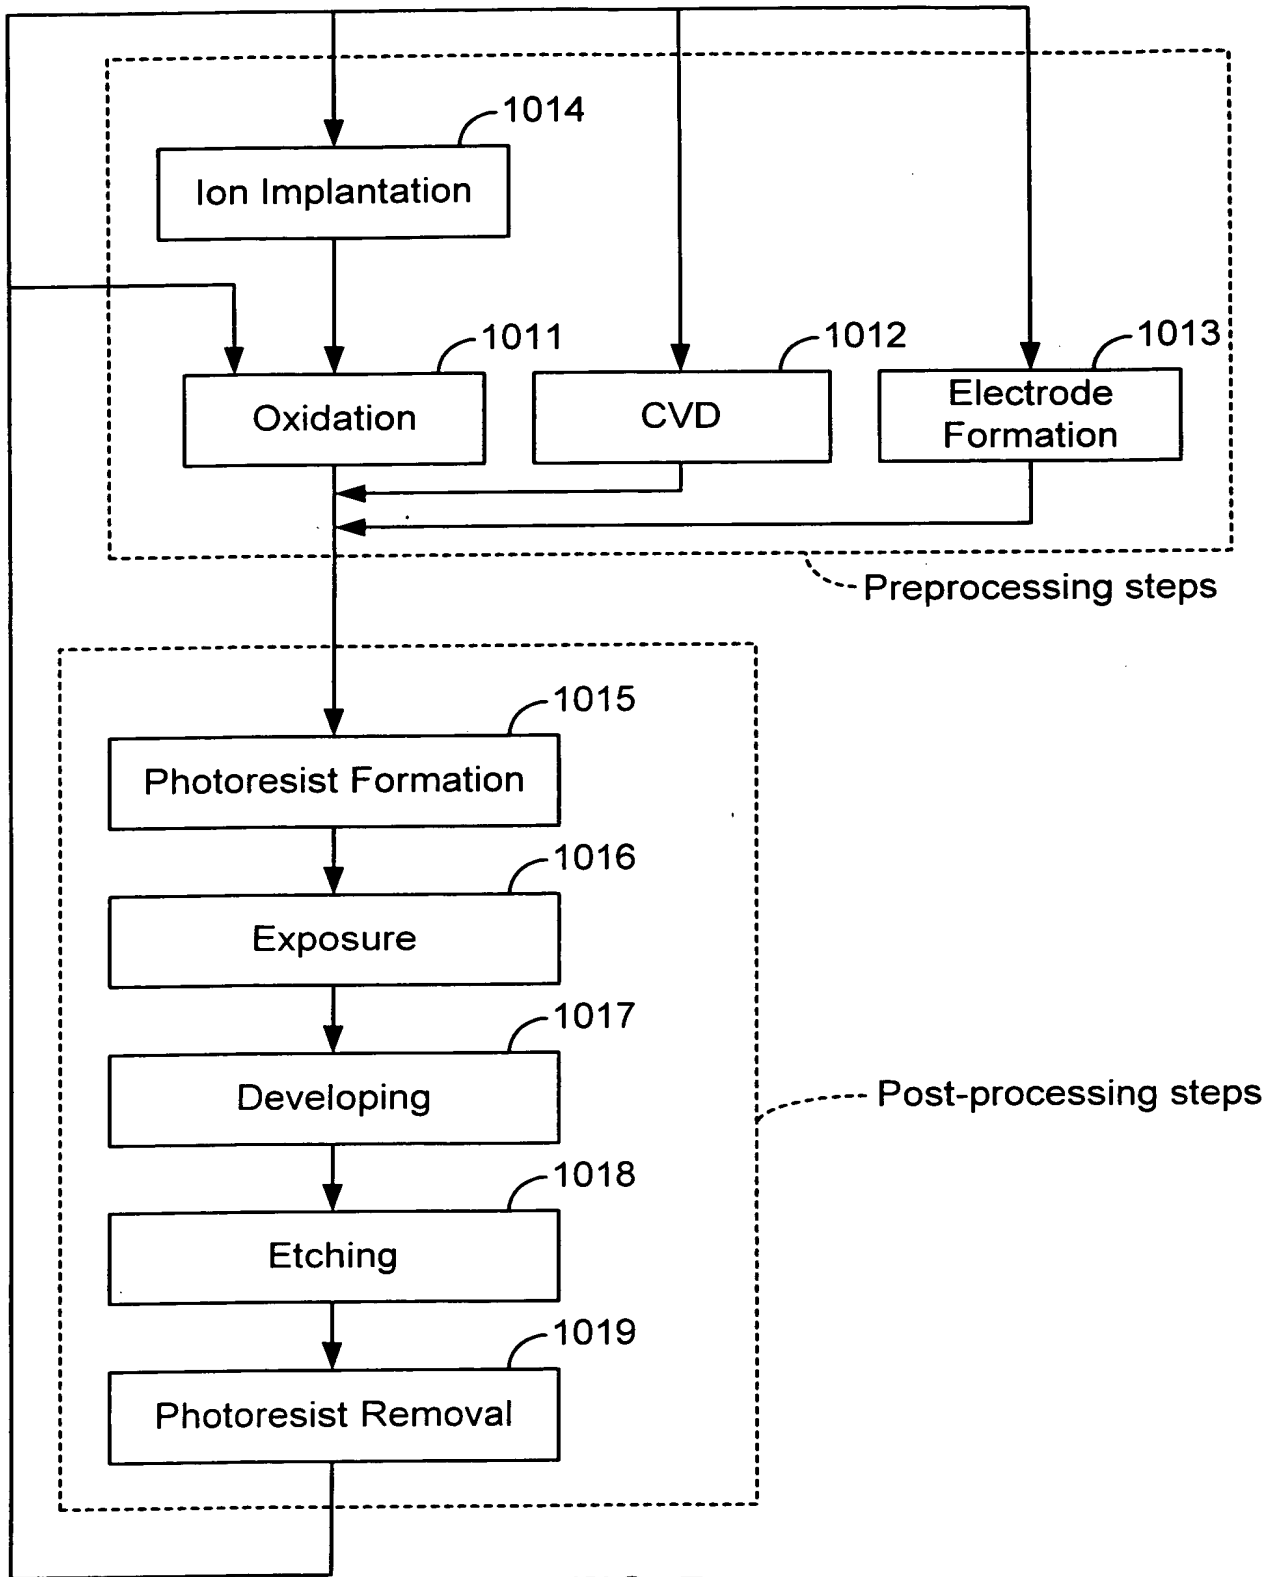 1014
Ion Implantation
1011
Oxidation
1012
CVD
1013
Electrode
Formation
Preprocessing steps
1015
Photoresist Formation
1016
Exposure
1017
Developing
Post-processing steps
1018
Etching
1019
Photoresist Removal